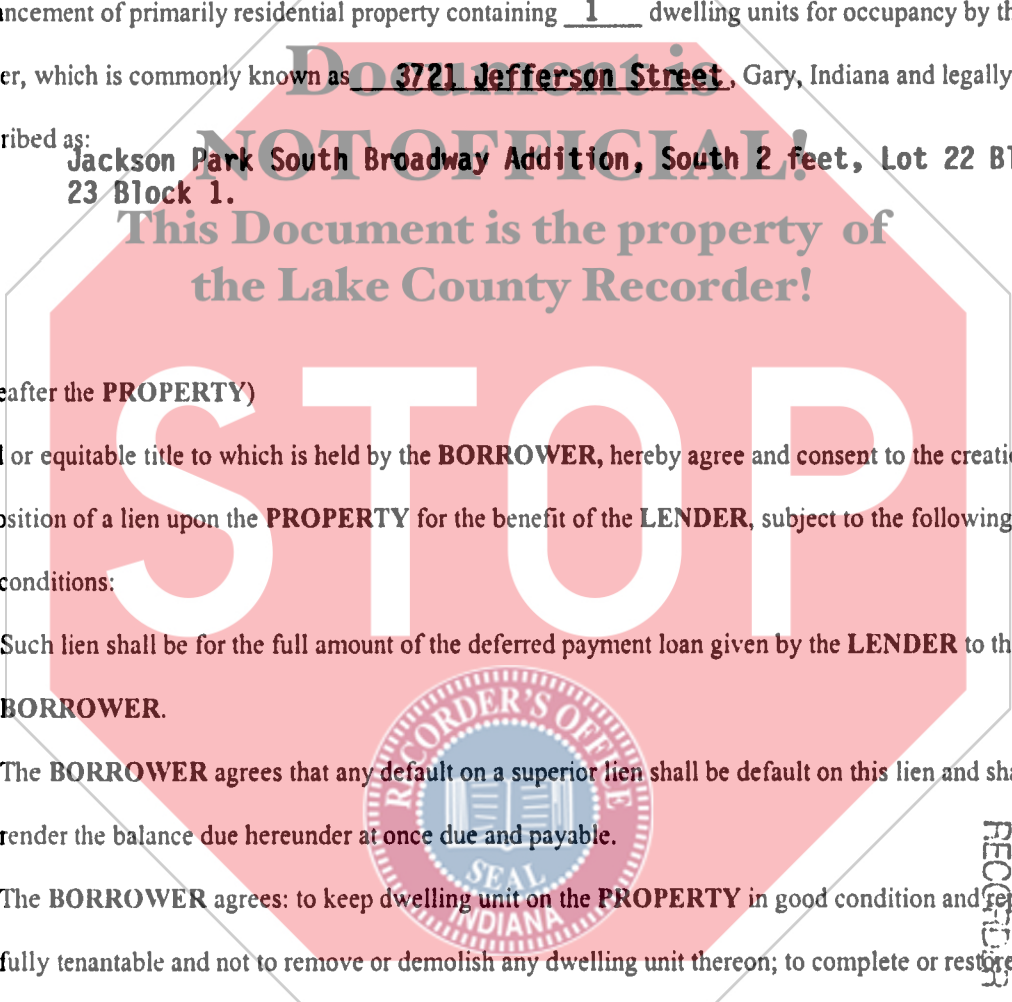 ncement of primarily residential property containing 1 dwelling units for occupancy by th
Document is
er, which is commonly known as 3721 Jefferson Street, Gary, Indiana and legally
NOT OFFICIAL!
ribed as:
Jackson Park South Broadway Addition, South 2 feet, Lot 22 Bl
23 Block 1.
This Document is the property of
the Lake County Recorder!
eafter the PROPERTY)
STOP
l or equitable title to which is held by the BORROWER, hereby agree and consent to the creati
osition of a lien upon the PROPERTY for the benefit of the LENDER, subject to the following
conditions:
Such lien shall be for the full amount of the deferred payment loan given by the LENDER to th
BORROWER.
RECORDER'S OFFICE
The BORROWER agrees that any default on a superior lien shall be default on this lien and sha
render the balance due hereunder at once due and payable.
SEAL
INDIANA
The BORROWER agrees: to keep dwelling unit on the PROPERTY in good condition and rep
fully tenantable and not to remove or demolish any dwelling unit thereon; to complete or restore
RECORDER